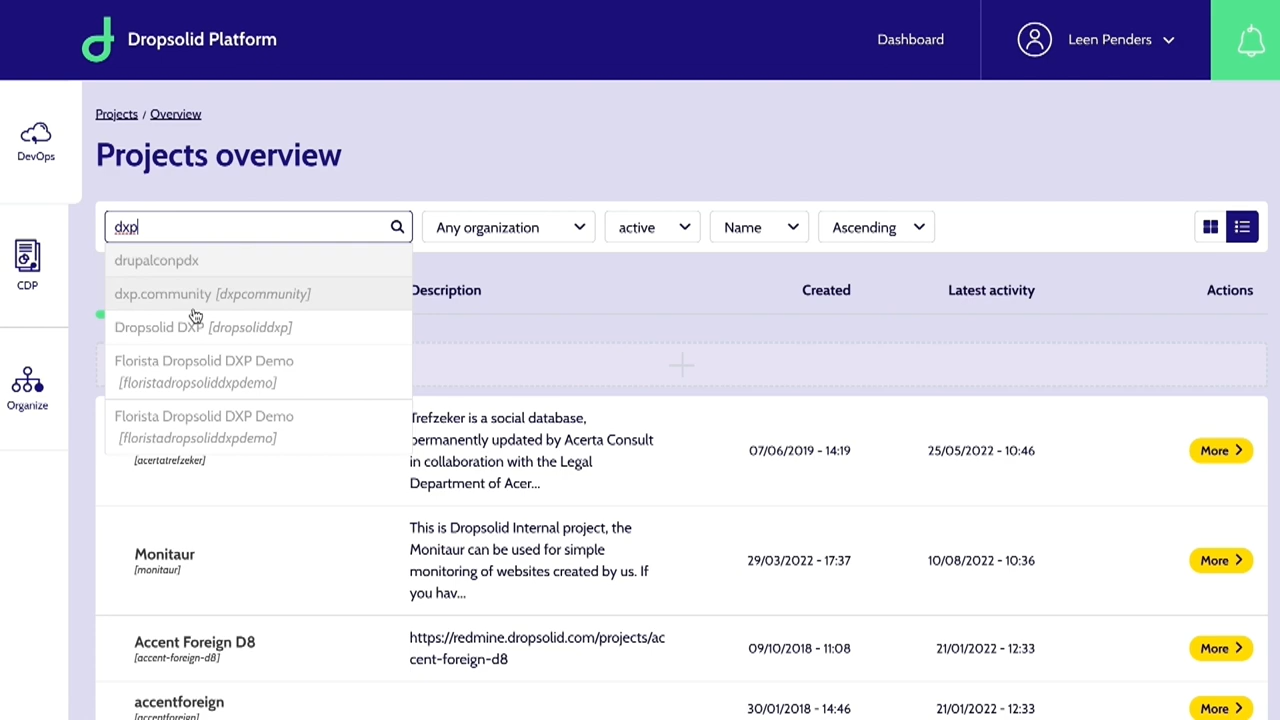 Dropsolid Platform
Dashboard
Leen Penders
DevOps
CDP
Organize
Projects / Overview
Projects overview
dxp
Any organization
active
Name
Ascending
drupalconpdx
dxp.community [dxpcommunity]
Dropsolid DXP [dropsoliddxp]
Florista Dropsolid DXP Demo
[floristadropsoliddxpdemo]
Florista Dropsolid DXP Demo
[floristadropsoliddxpdemo]
Description
Created
Latest activity
Actions
[acertatrefzeker]
Trefzeker is a social database,
permanently updated by Acerta Consult
in collaboration with the Legal
Department of Acer...
07/06/2019 - 14:19
25/05/2022 - 10:46
More
Monitaur
[monitaur]
This is Dropsolid Internal project, the
Monitaur can be used for simple
monitoring of websites created by us. If
you hav...
29/03/2022 - 17:37
10/08/2022 - 10:36
More
Accent Foreign D8
[accent-foreign-d8]
https://redmine.dropsolid.com/projects/ac
cent-foreign-d8
09/10/2018 - 11:08
21/01/2022 - 12:33
More
accentforeign
[accentforeign]
30/01/2018 - 14:46
21/01/2022 - 12:33
More